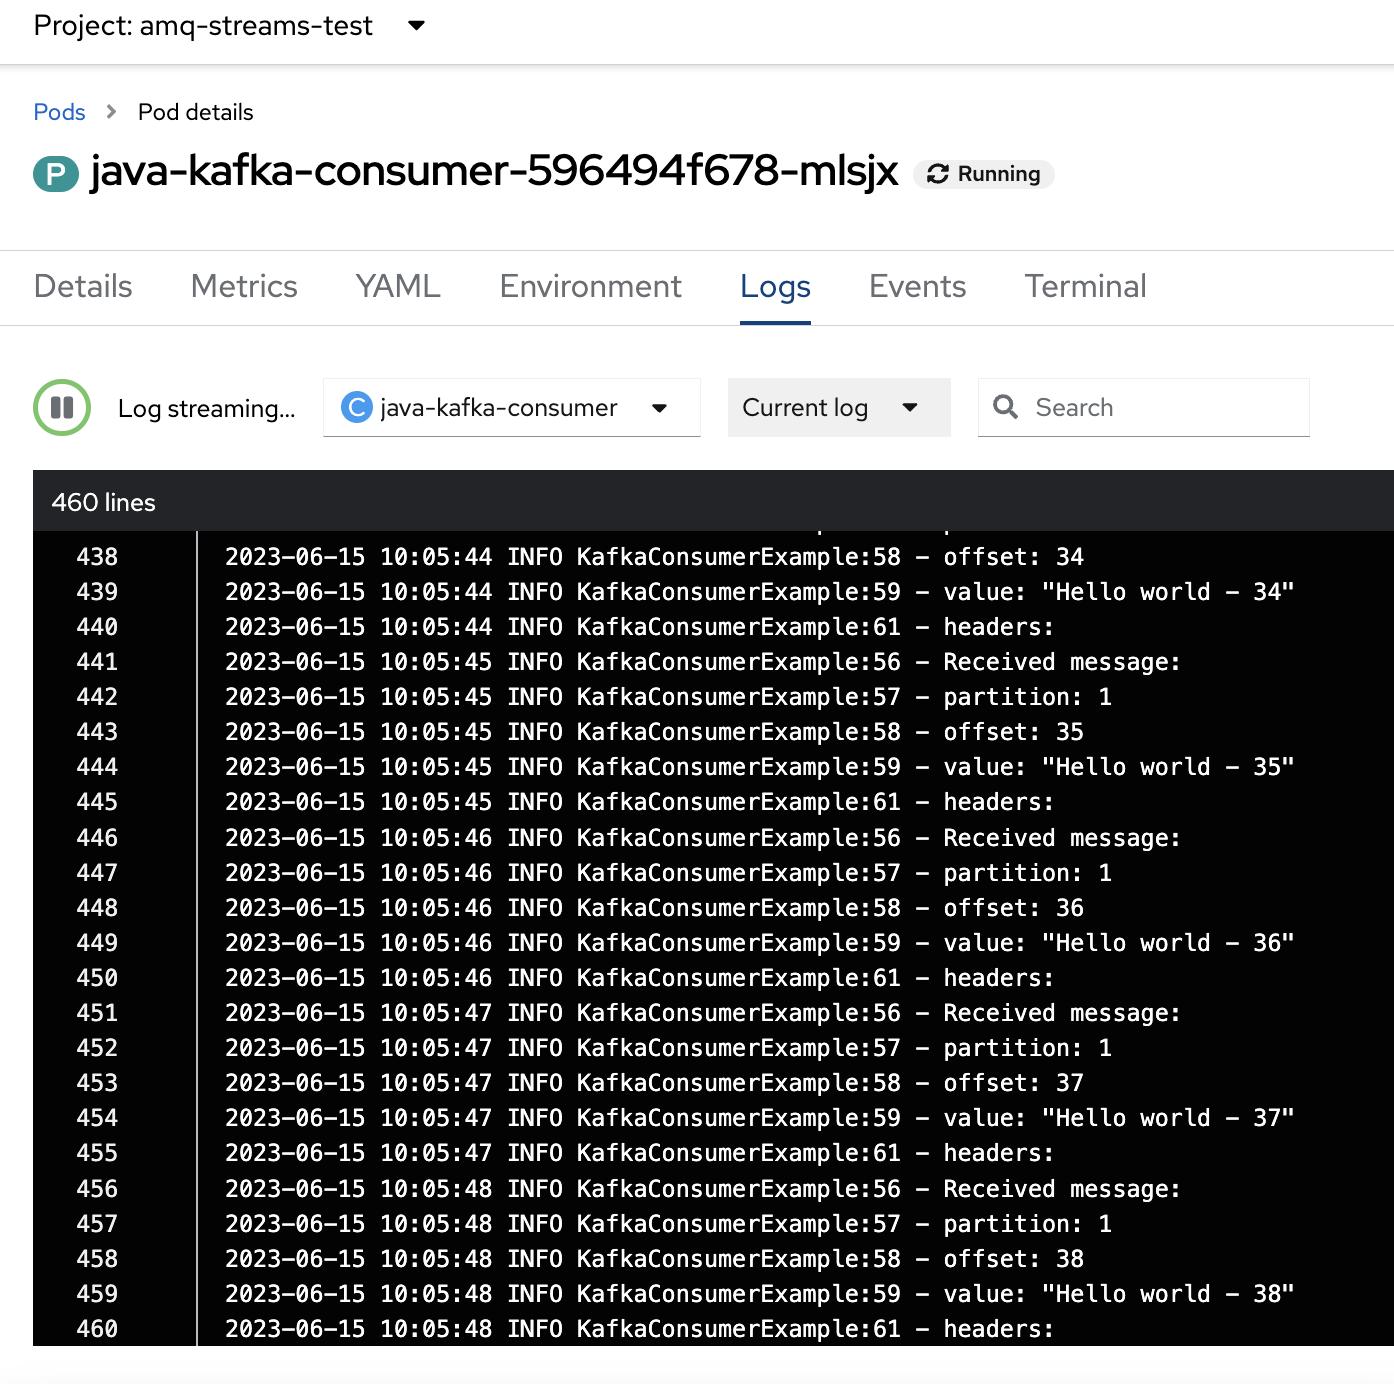 Project: amq-streams-test
Pods > Pod details
P java-kafka-consumer-596494f678-mlsjx Running
Details Metrics YAML Environment Logs Events Terminal
Log streaming... C java-kafka-consumer Current log Search
460 lines
438 2023-06-15 10:05:44 INFO KafkaConsumerExample:58 - offset: 34
439 2023-06-15 10:05:44 INFO KafkaConsumerExample:59 - value: "Hello world - 34"
440 2023-06-15 10:05:44 INFO KafkaConsumerExample:61 - headers:
441 2023-06-15 10:05:45 INFO KafkaConsumerExample:56 - Received message:
442 2023-06-15 10:05:45 INFO KafkaConsumerExample:57 - partition: 1
443 2023-06-15 10:05:45 INFO KafkaConsumerExample:58 - offset: 35
444 2023-06-15 10:05:45 INFO KafkaConsumerExample:59 - value: "Hello world - 35"
445 2023-06-15 10:05:45 INFO KafkaConsumerExample:61 - headers:
446 2023-06-15 10:05:46 INFO KafkaConsumerExample:56 - Received message:
447 2023-06-15 10:05:46 INFO KafkaConsumerExample:57 - partition: 1
448 2023-06-15 10:05:46 INFO KafkaConsumerExample:58 - offset: 36
449 2023-06-15 10:05:46 INFO KafkaConsumerExample:59 - value: "Hello world - 36"
450 2023-06-15 10:05:46 INFO KafkaConsumerExample:61 - headers:
451 2023-06-15 10:05:47 INFO KafkaConsumerExample:56 - Received message:
452 2023-06-15 10:05:47 INFO KafkaConsumerExample:57 - partition: 1
453 2023-06-15 10:05:47 INFO KafkaConsumerExample:58 - offset: 37
454 2023-06-15 10:05:47 INFO KafkaConsumerExample:59 - value: "Hello world - 37"
455 2023-06-15 10:05:47 INFO KafkaConsumerExample:61 - headers:
456 2023-06-15 10:05:48 INFO KafkaConsumerExample:56 - Received message:
457 2023-06-15 10:05:48 INFO KafkaConsumerExample:57 - partition: 1
458 2023-06-15 10:05:48 INFO KafkaConsumerExample:58 - offset: 38
459 2023-06-15 10:05:48 INFO KafkaConsumerExample:59 - value: "Hello world - 38"
460 2023-06-15 10:05:48 INFO KafkaConsumerExample:61 - headers: